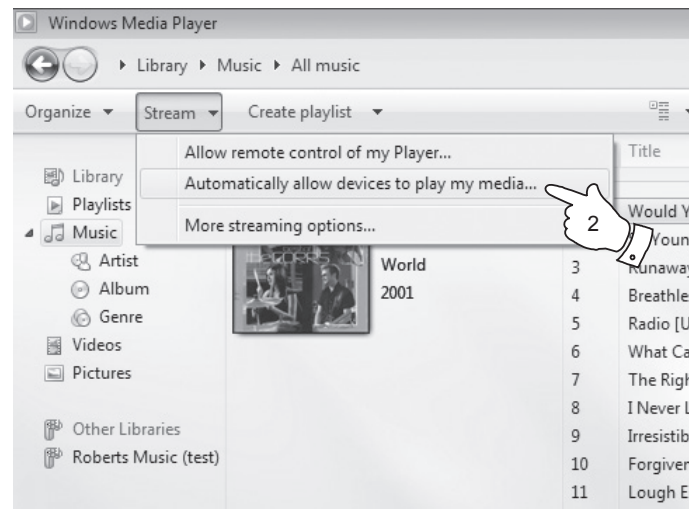 Windows Media Player
Library Music All music
Organize Stream Create playlist
Allow remote control of my Player...
Automatically allow devices to play my media...
More streaming options...
2
Title
Library
Playlists
Music
Artist
Album
Genre
Videos
Pictures
Other Libraries
Roberts Music (test)
the CORRS
World
2001
Would Y
Youn
3 Runaway
4 Breathle
5 Radio [U
6 What Ca
7 The Righ
8 I Never L
9 Irresistib
10 Forgiven
11 Lough E